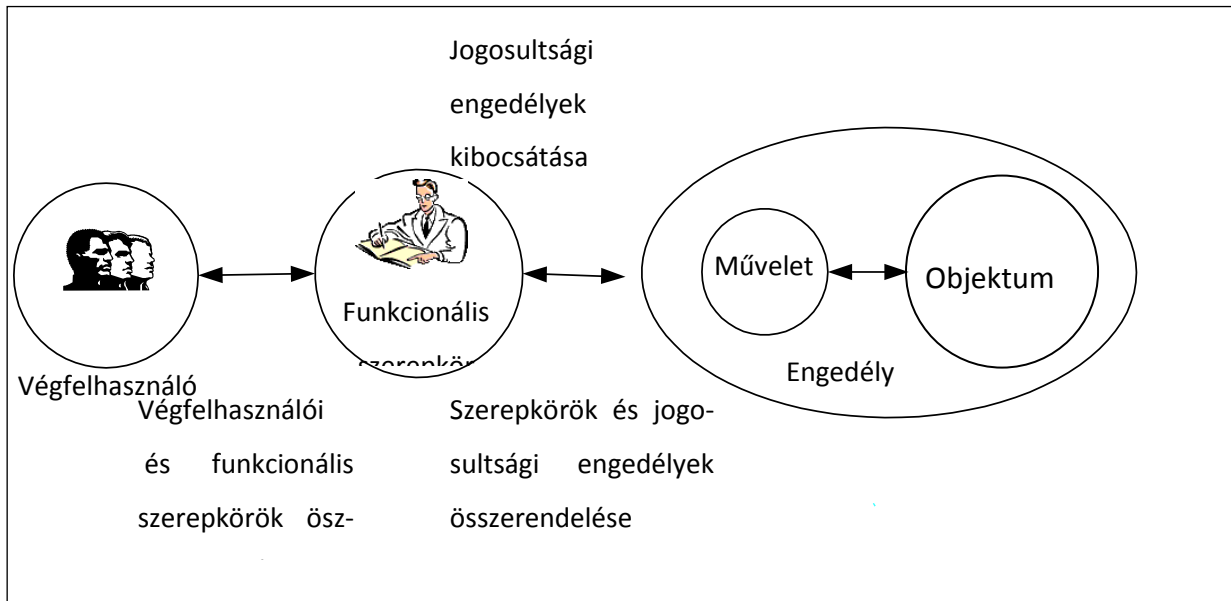 Jogosultsági
engedélyek
kibocsátása
Művelet
Objektum
Funkcionális
szerepkör
Engedély
Végfelhasználó
Végfelhasználói
és funkcionális
szerepkörök ösz-
Szerepkörök és jogo-
sultsági engedélyek
összerendelése